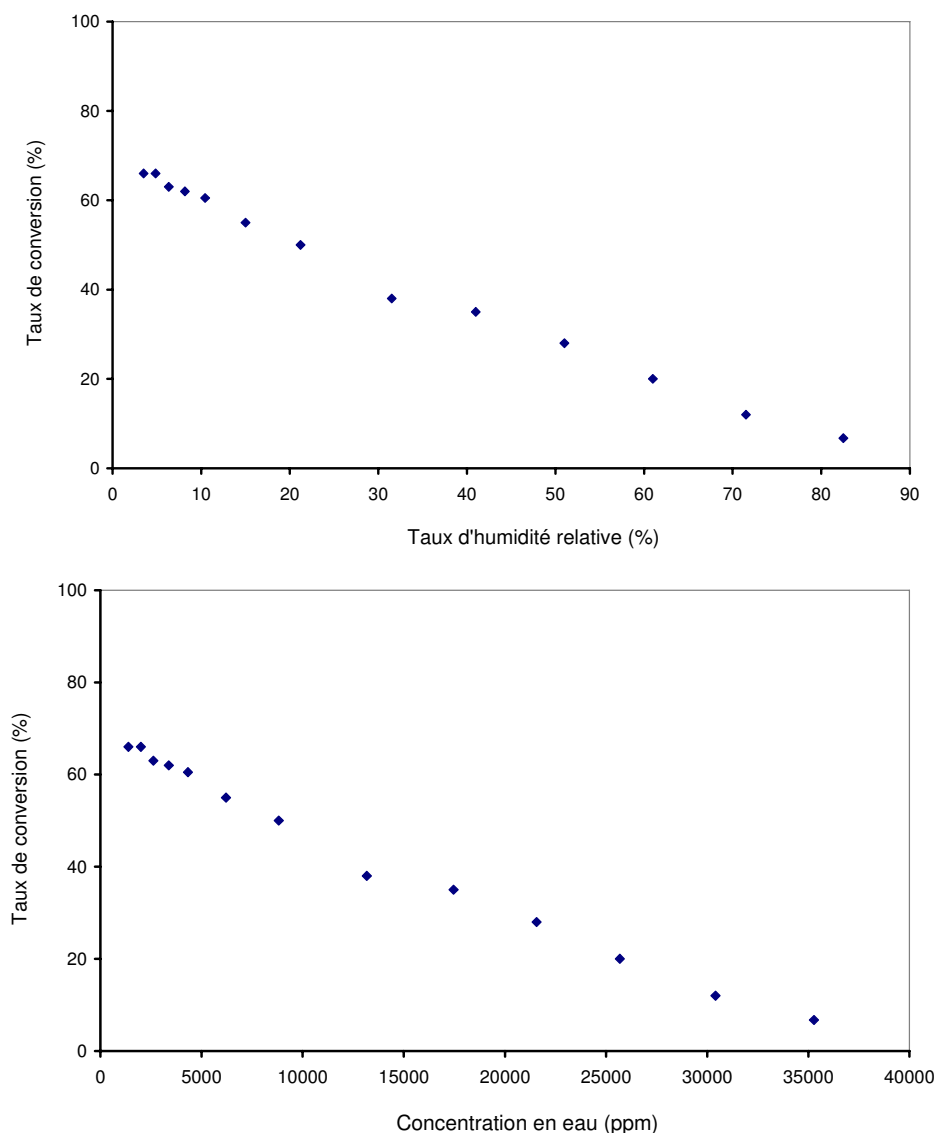 100
80
60
40
20
0
Taux de conversion (%)
0 10 20 30 40 50 60 70 80 90
Taux d'humidité relative (%)
100
80
60
40
20
0
Taux de conversion (%)
0 5000 10000 15000 20000 25000 30000 35000 40000
Concentration en eau (ppm)